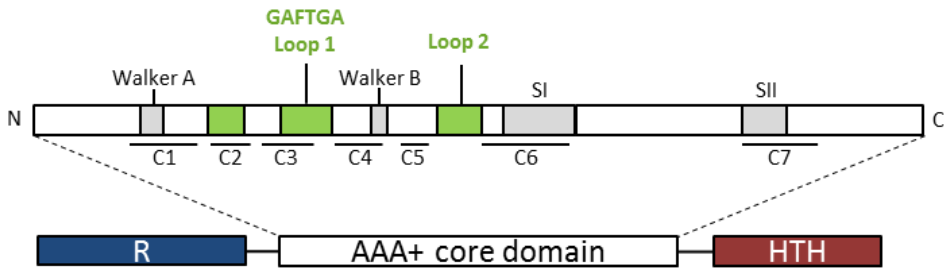 GAFTGA
Loop 1
Loop 2
Walker A
Walker B
SI
SII
N
C
C1
C2
C3
C4
C5
C6
C7
R
AAA+ core domain
HTH